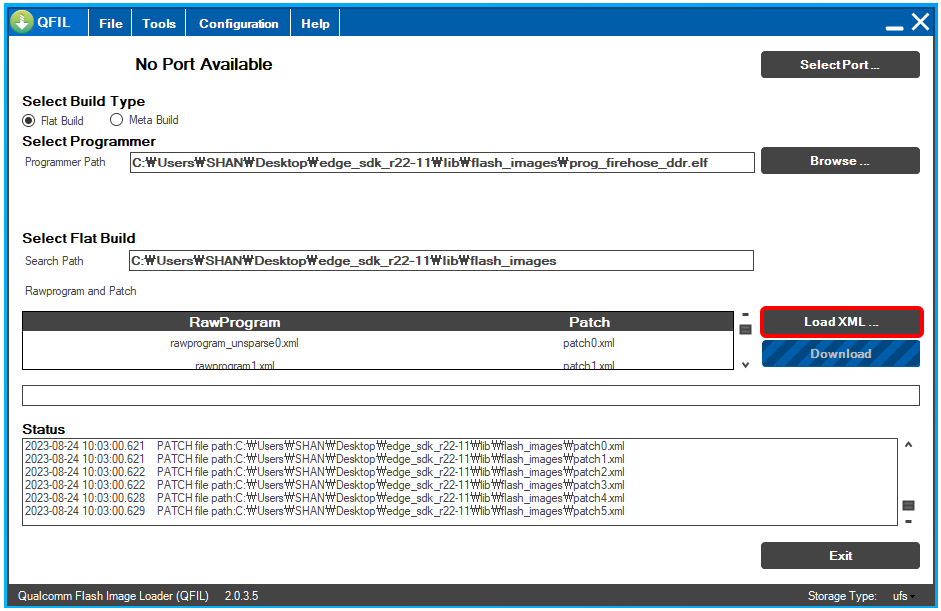 QFIL File Tools Configuration Help
No Port Available
Select Port ...
Select Build Type
Flat Build Meta Build
Select Programmer
Programmer Path C:₩Users₩SHAN₩Desktop₩edge_sdk_r22-11₩lib₩flash_images₩prog_firehose_ddr.elf Browse ...
Select Flat Build
Search Path C:₩Users₩SHAN₩Desktop₩edge_sdk_r22-11₩lib₩flash_images
Rawprogram and Patch
RawProgram Patch
Load XML ...
rawprogram_unsparse0.xml patch0.xml
Download
rawprogram1.xml patch1.xml
Status
2023-08-24 10:03:00.621 PATCH file path:C:₩Users₩SHAN₩Desktop₩edge_sdk_r22-11₩lib₩flash_images₩patch0.xml
2023-08-24 10:03:00.621 PATCH file path:C:₩Users₩SHAN₩Desktop₩edge_sdk_r22-11₩lib₩flash_images₩patch1.xml
2023-08-24 10:03:00.622 PATCH file path:C:₩Users₩SHAN₩Desktop₩edge_sdk_r22-11₩lib₩flash_images₩patch2.xml
2023-08-24 10:03:00.622 PATCH file path:C:₩Users₩SHAN₩Desktop₩edge_sdk_r22-11₩lib₩flash_images₩patch3.xml
2023-08-24 10:03:00.628 PATCH file path:C:₩Users₩SHAN₩Desktop₩edge_sdk_r22-11₩lib₩flash_images₩patch4.xml
2023-08-24 10:03:00.629 PATCH file path:C:₩Users₩SHAN₩Desktop₩edge_sdk_r22-11₩lib₩flash_images₩patch5.xml
Exit
Qualcomm Flash Image Loader (QFIL) 2.0.3.5 Storage Type: ufs